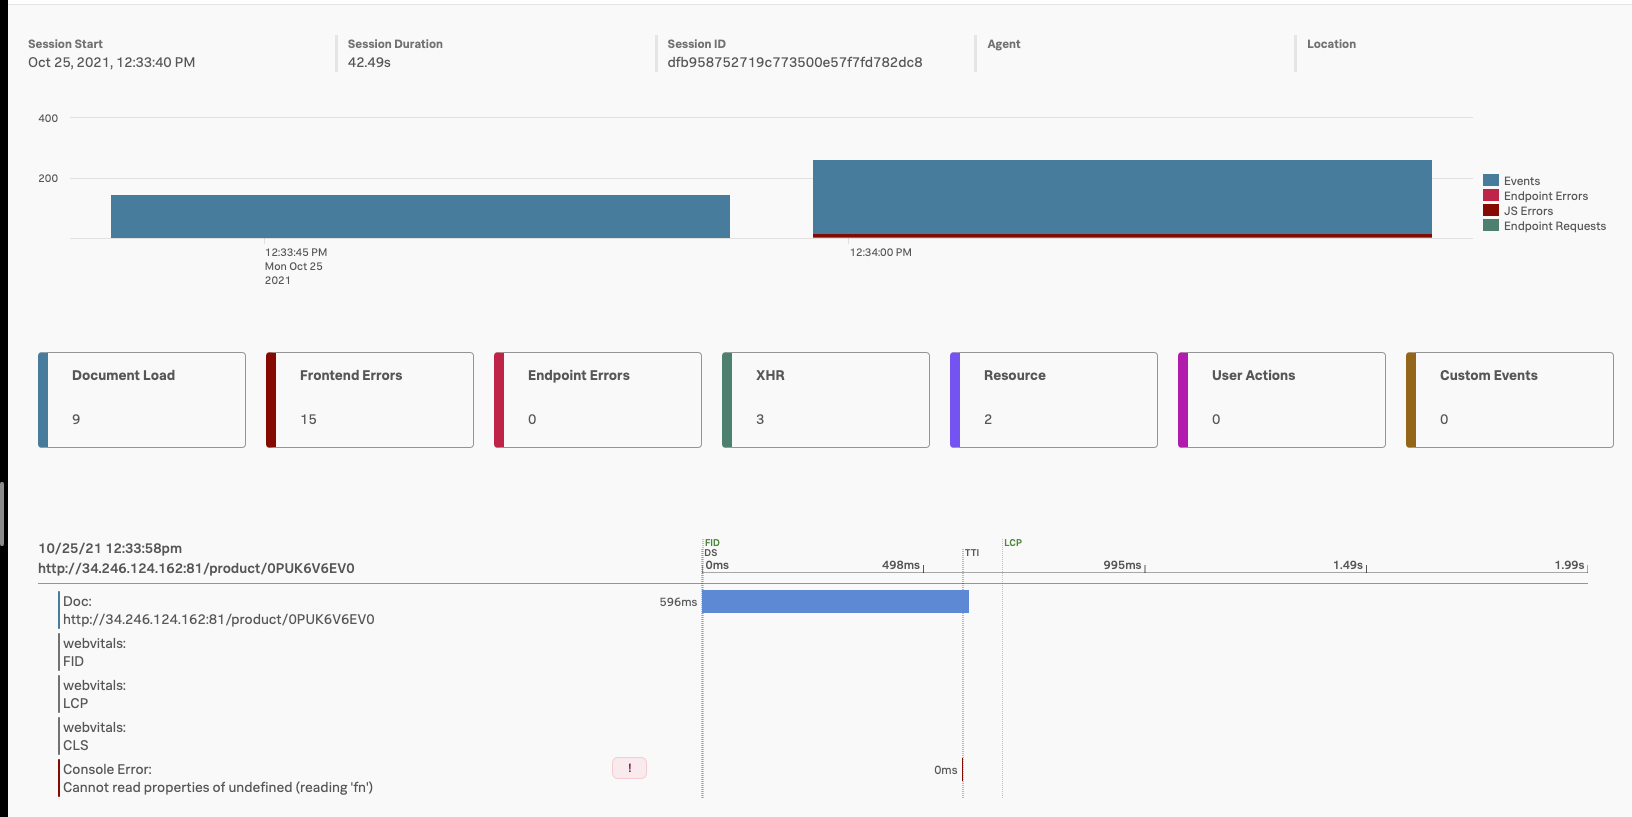 Session Start
Oct 25, 2021, 12:33:40 PM
Session Duration
42.49s
Session ID
dfb958752719c773500e57f7fd782dc8
Agent
Location
400
200
12:33:45 PM
Mon Oct 25
2021
12:34:00 PM
Events
Endpoint Errors
JS Errors
Endpoint Requests
Document Load
9
Frontend Errors
15
Endpoint Errors
0
XHR
3
Resource
2
User Actions
0
Custom Events
0
10/25/21 12:33:58pm
http://34.246.124.162:81/product/0PUK6V6EV0
FID
DS
TTI
LCP
0ms
498ms
995ms
1.49s
1.99s
Doc:
http://34.246.124.162:81/product/0PUK6V6EV0
596ms
webvitals:
FID
webvitals:
LCP
webvitals:
CLS
Console Error:
Cannot read properties of undefined (reading 'fn')
!
0ms